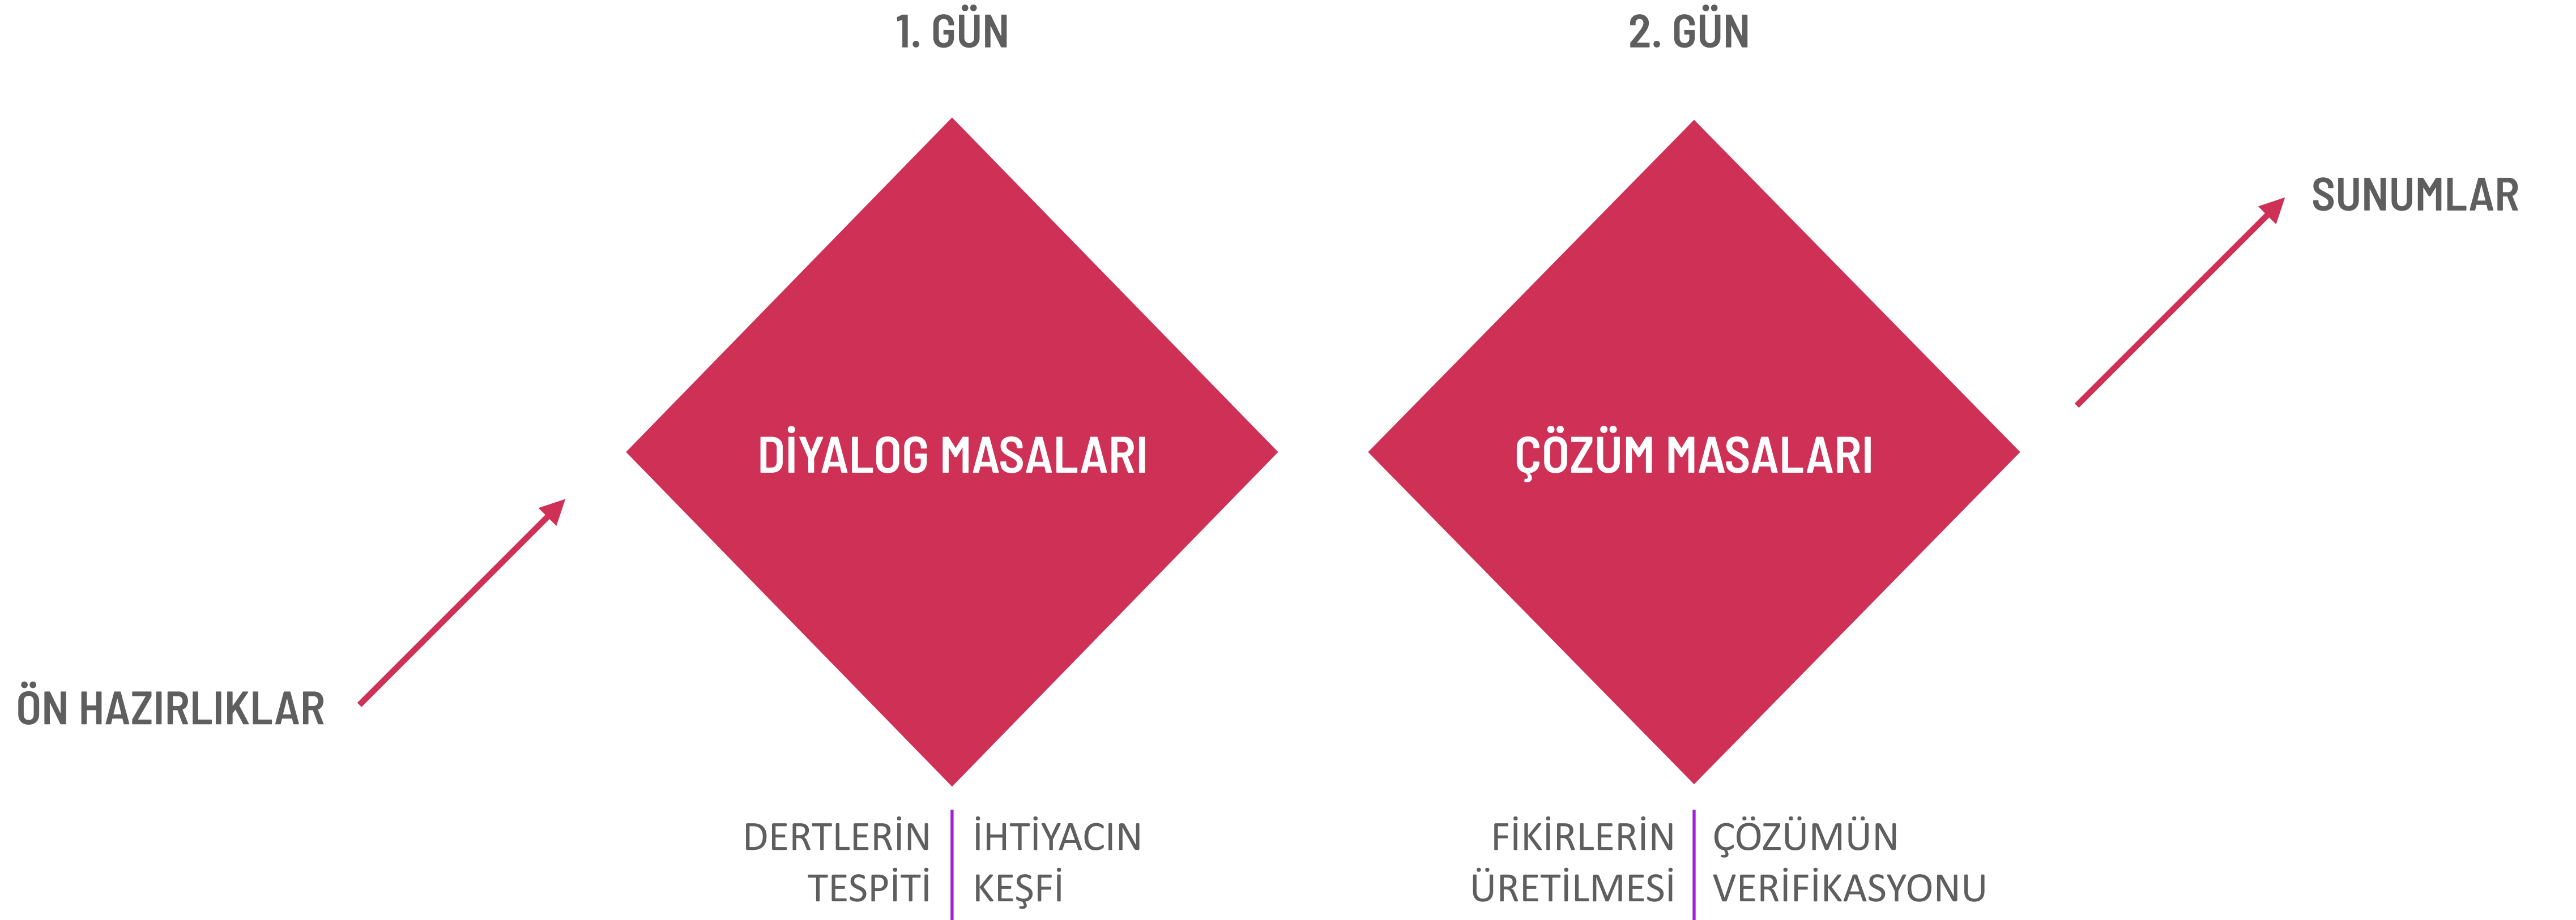 1. GÜN
2. GÜN
SUNUMLAR
DİYALOG MASALARI
ÇÖZÜM MASALARI
ÖN HAZIRLIKLAR
DERTLERİN
TESPİTİ
İHTİYACIN
KEŞFİ
FİKİRLERİN
ÜRETİLMESİ
ÇÖZÜMÜN
VERİFİKASYONU